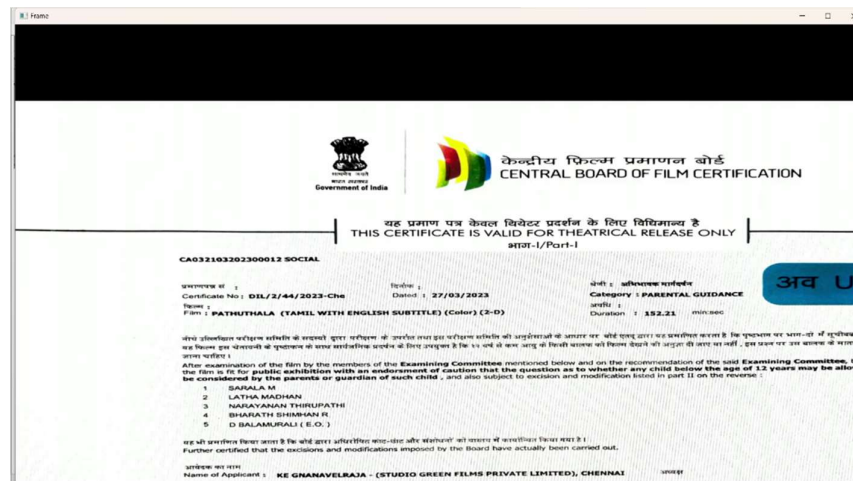 Frame
Government of India
केन्द्रीय फिल्म प्रमाणन बोर्ड
CENTRAL BOARD OF FILM CERTIFICATION
यह प्रमाण पत्र केवल थियेटर प्रदर्शन के लिए विधिमान्य है
THIS CERTIFICATE IS VALID FOR THEATRICAL RELEASE ONLY
भाग-I/Part-I
CA032103202300012 SOCIAL
दिनांक : श्रेणी : अभिभावक मार्गदर्शन
अव U
Certificate No : DIL/2/44/2023-Che Dated : 27/03/2023 Category : PARENTAL GUIDANCE
फिल्म : अवधि :
Film : PATHUTHALA (TAMIL WITH ENGLISH SUBTITLE) (Color) (2-D) Duration : 152.21 min:sec
After examination of the film by the members of the Examining Committee mentioned below and on the recommendation of the said Examining Committee,
the film is fit for public exhibition with an endorsement of caution that the question as to whether any child below the age of 12 years may be allo
be considered by the parents or guardian of such child , and also subject to excision and modification listed in part II on the reverse :
1 SARALA M
2 LATHA MADHAN
3 NARAYANAN THIRUPATHI
4 BHARATH SHIMHAN R.
5 D BALAMURALI ( E.O. )
Further certified that the excisions and modifications imposed by the Board have actually been carried out.
आवेदक का नाम अध्यक्ष
Name of Applicant : KE GNANAVELRAJA - (STUDIO GREEN FILMS PRIVATE LIMITED), CHENNAI